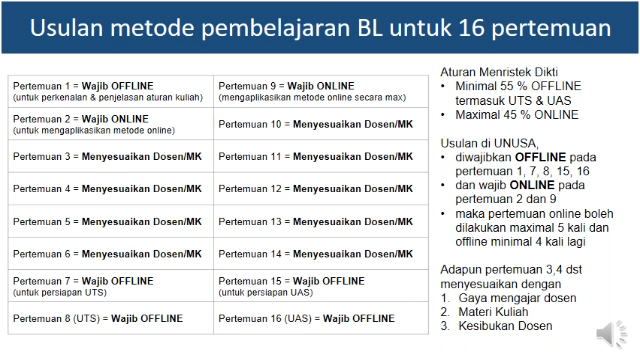 Usulan metode pembelajaran BL untuk 16 pertemuan
Pertemuan 1 = Wajib OFFLINE
(untuk perkenalan & penjelasan aturan kuliah)
Pertemuan 2 = Wajib ONLINE
(untuk mengaplikasikan metode online)
Pertemuan 3 = Menyesuaikan Dosen/MK
Pertemuan 4 = Menyesuaikan Dosen/MK
Pertemuan 5 = Menyesuaikan Dosen/MK
Pertemuan 6 = Menyesuaikan Dosen/MK
Pertemuan 7 = Wajib OFFLINE
(untuk persiapan UTS)
Pertemuan 8 (UTS) = Wajib OFFLINE
Pertemuan 9 = Wajib ONLINE
(mengaplikasikan metode online secara max)
Pertemuan 10 = Menyesuaikan Dosen/MK
Pertemuan 11 = Menyesuaikan Dosen/MK
Pertemuan 12 = Menyesuaikan Dosen/MK
Pertemuan 13 = Menyesuaikan Dosen/MK
Pertemuan 14 = Menyesuaikan Dosen/MK
Pertemuan 15 = Wajib OFFLINE
(untuk persiapan UAS)
Pertemuan 16 (UAS) = Wajib OFFLINE
Aturan Menristek Dikti
• Minimal 55 % OFFLINE
termasuk UTS & UAS
• Maximal 45 % ONLINE
Usulan di UNUSA,
• diwajibkan OFFLINE pada
pertemuan 1, 7, 8, 15, 16
• dan wajib ONLINE pada
pertemuan 2 dan 9
• maka pertemuan online boleh
dilakukan maximal 5 kali dan
offline minimal 4 kali lagi
Adapun pertemuan 3,4 dst
menyesuaikan dengan
1. Gaya mengajar dosen
2. Materi Kuliah
3. Kesibukan Dosen